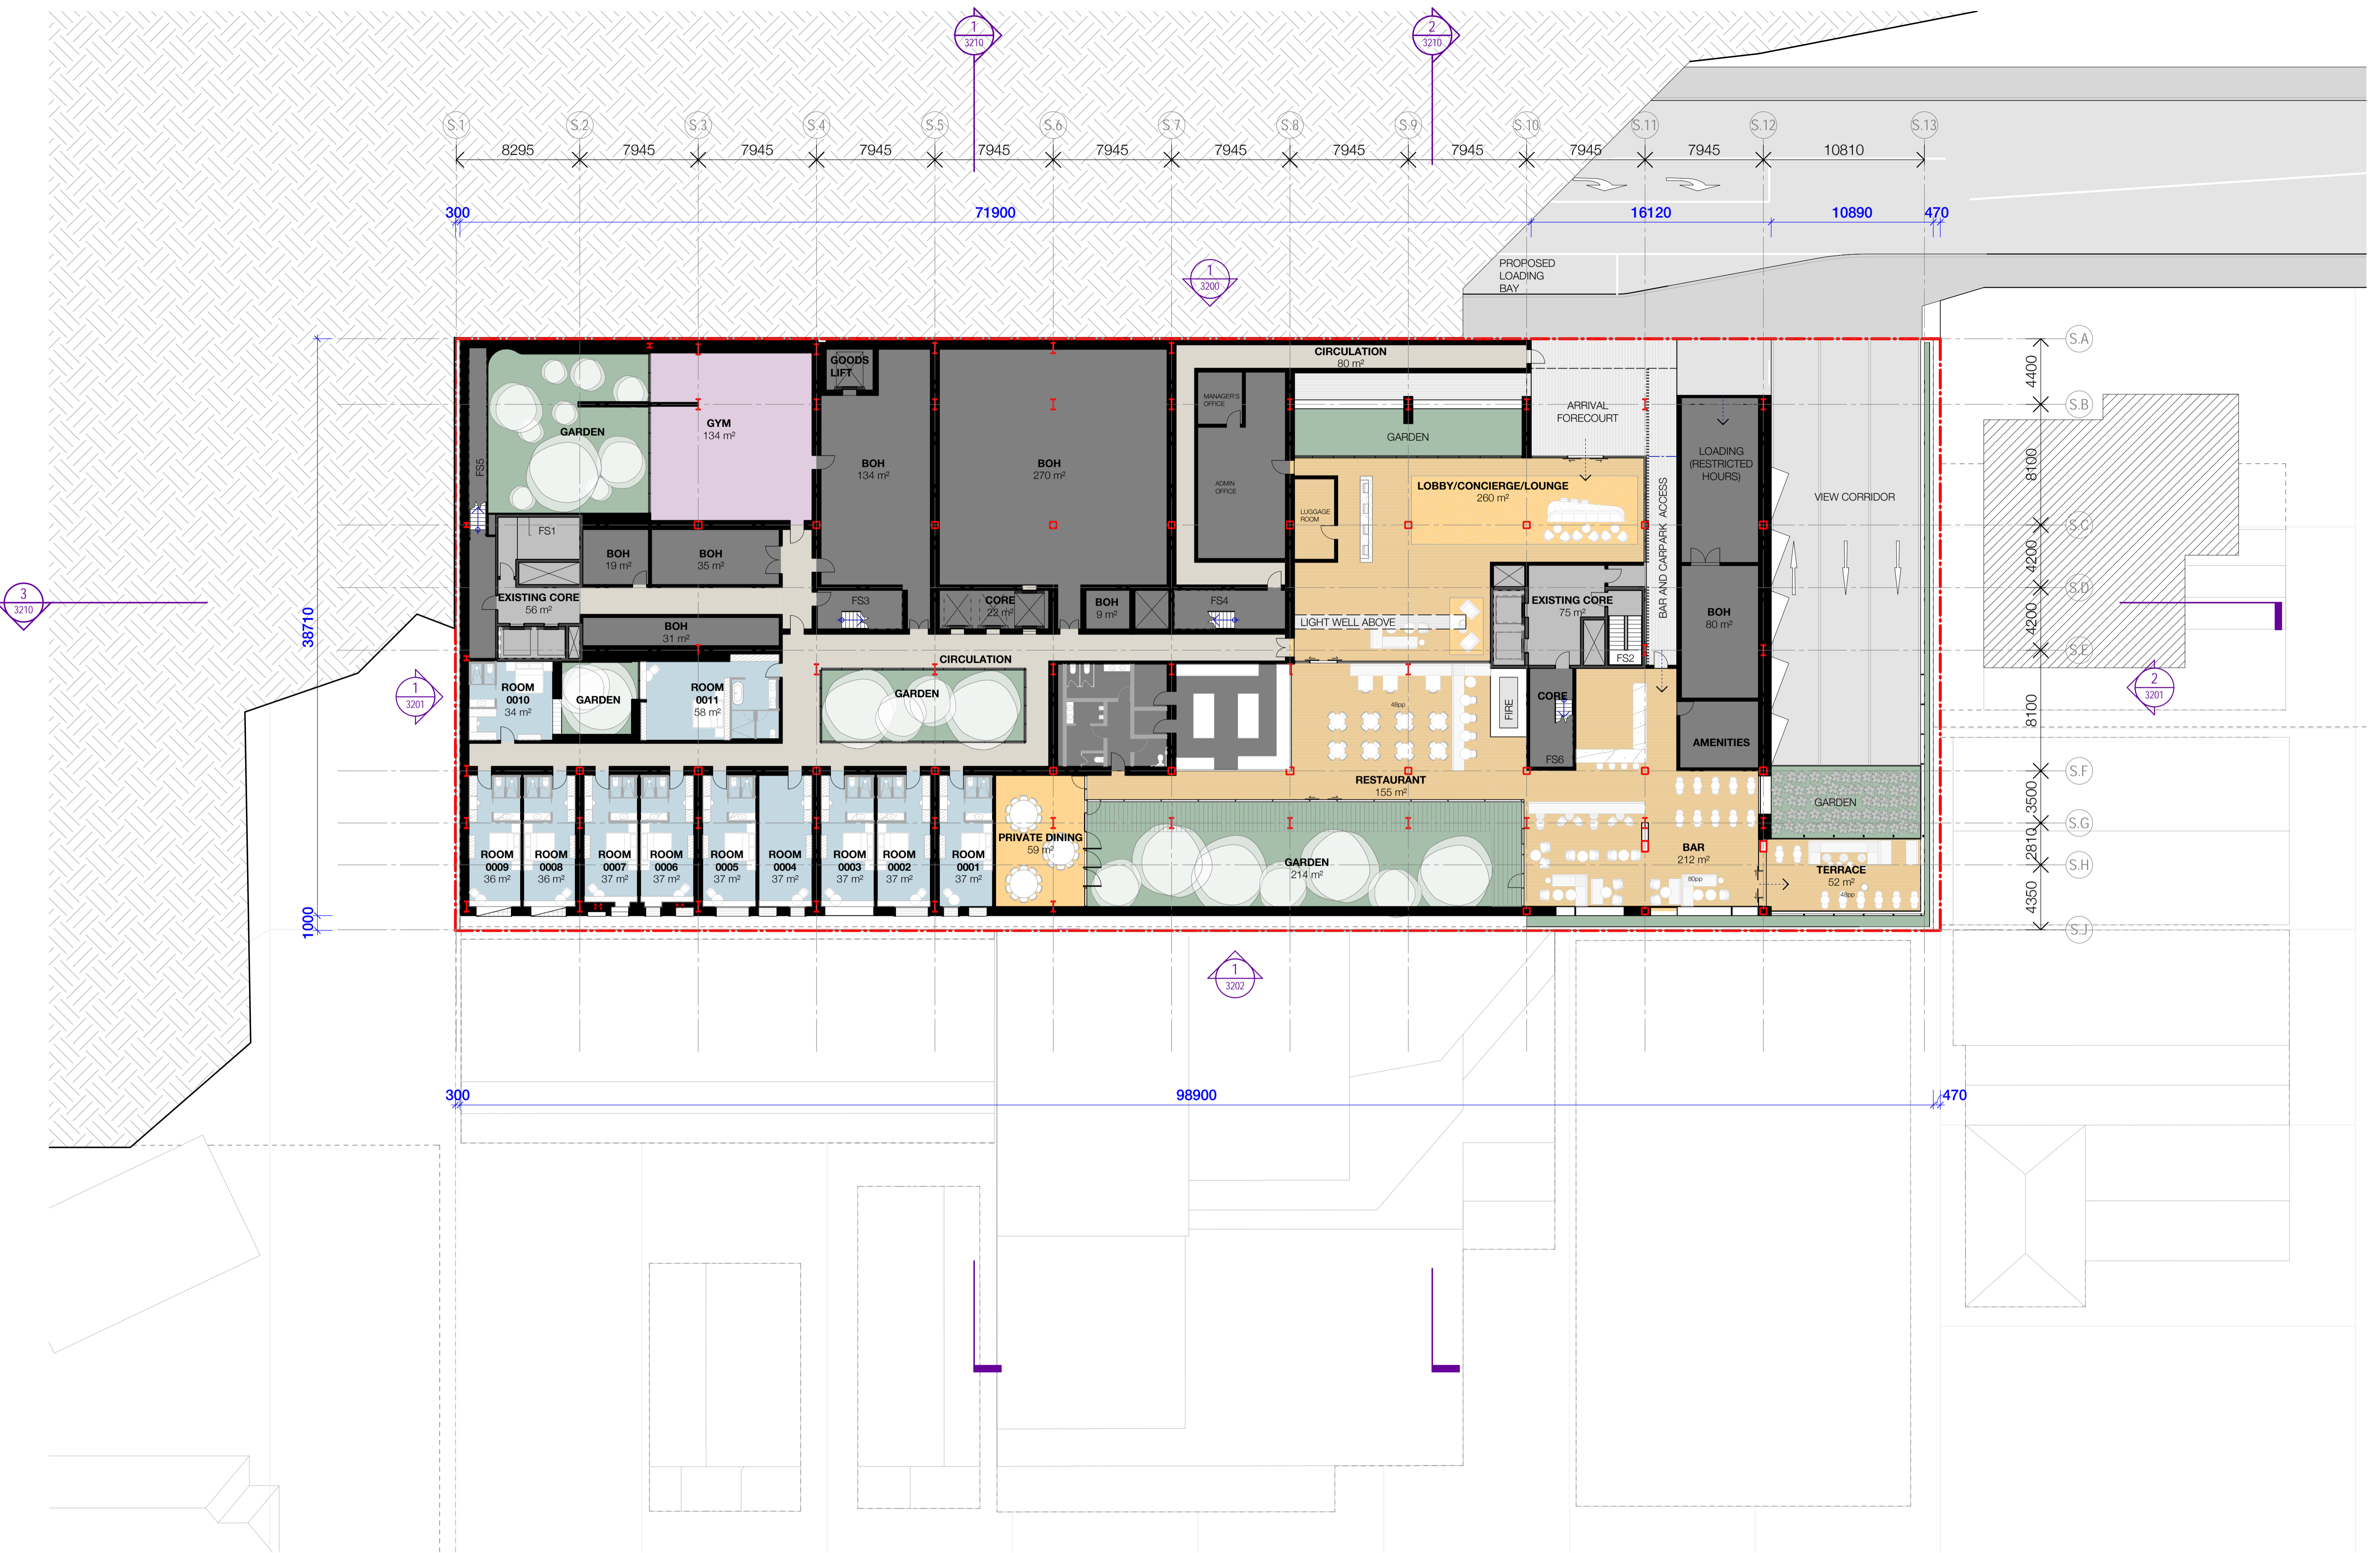 1
3210
2
3210
S.1
S.2
S.3
S.4
S.5
S.6
S.7
S.8
S.9
S.10
S.11
S.12
S.13
8295
7945
7945
7945
7945
7945
7945
7945
7945
7945
7945
10810
300
71900
16120
10890
470
PROPOSED
LOADING
BAY
1
3200
S.A
4400
S.B
8100
S.C
4200
S.D
4200
S.E
8100
S.F
3500
S.G
2810
S.H
4350
S.J
38710
1000
3
3210
1
3201
2
3201
FS5
GARDEN
GYM
134 m²
GOODS
LIFT
BOH
134 m²
BOH
270 m²
CIRCULATION
80 m²
MANAGER'S
OFFICE
ADMIN
OFFICE
GARDEN
ARRIVAL
FORECOURT
LOBBY/CONCIERGE/LOUNGE
260 m²
LUGGAGE
ROOM
BAR AND CARPARK ACCESS
LOADING
(RESTRICTED
HOURS)
VIEW CORRIDOR
FS1
BOH
19 m²
BOH
35 m²
EXISTING CORE
56 m²
FS3
CORE
22 m²
BOH
9 m²
FS4
LIGHT WELL ABOVE
EXISTING CORE
75 m²
FS2
BOH
80 m²
BOH
31 m²
CIRCULATION
ROOM
0010
34 m²
GARDEN
ROOM
0011
58 m²
GARDEN
48pp
FIRE
CORE
FS6
AMENITIES
RESTAURANT
155 m²
GARDEN
ROOM
0009
36 m²
ROOM
0008
36 m²
ROOM
0007
37 m²
ROOM
0006
37 m²
ROOM
0005
37 m²
ROOM
0004
37 m²
ROOM
0003
37 m²
ROOM
0002
37 m²
ROOM
0001
37 m²
PRIVATE DINING
59 m²
GARDEN
214 m²
BAR
212 m²
80pp
TERRACE
52 m²
48pp
1
3202
300
98900
470